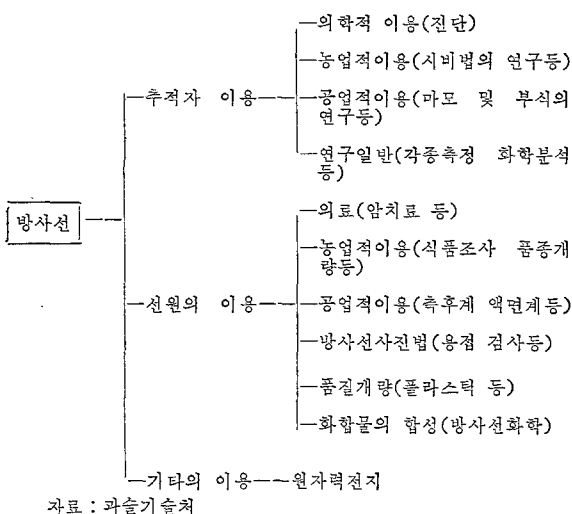 의학적 이용(진단)
농업적이용(시비법의 연구등)
추적자 이용
공업적이용(마모 및 부식의
연구등)
연구일반(각종측정 화학분석
등)
방사선
의료(암치료 등)
농업적이용(식품조사 품종개
량등)
선원의 이용
공업적이용(측후계 액면계등)
방사선사진법(용접 검사등)
품질개량(플라스틱 등)
화합물의 합성(방사선화학)
기타의 이용
원자력전지
자료 : 과술기술처